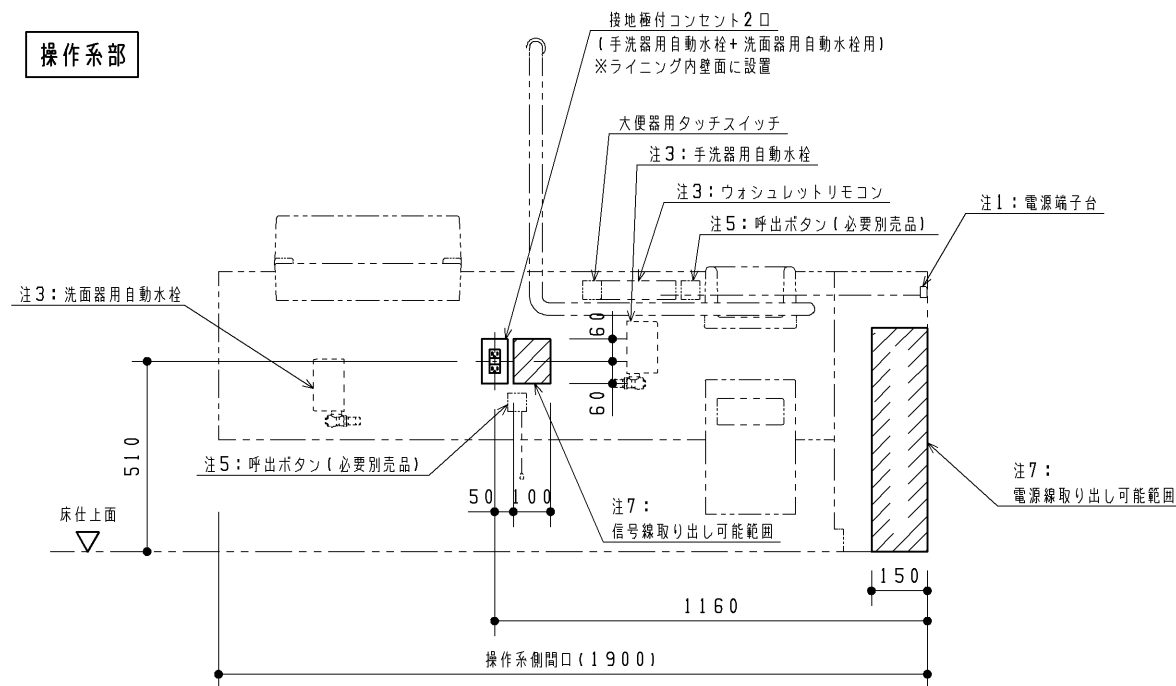 操作系部
接地極付コンセント2口
(手洗器用自動水栓+洗面器用自動水栓用)
※ライニング内壁面に設置
大便器用タッチスイッチ
注3:手洗器用自動水栓
注3:ウォシュレットリモコン
注5:呼出ボタン(必要別売品)
注1:電源端子台
注3:洗面器用自動水栓
60
60
510
注5:呼出ボタン(必要別売品)
床仕上面
50
100
注7:
信号線取り出し可能範囲
注7:
電源線取り出し可能範囲
150
1160
操作系側間口(1900)